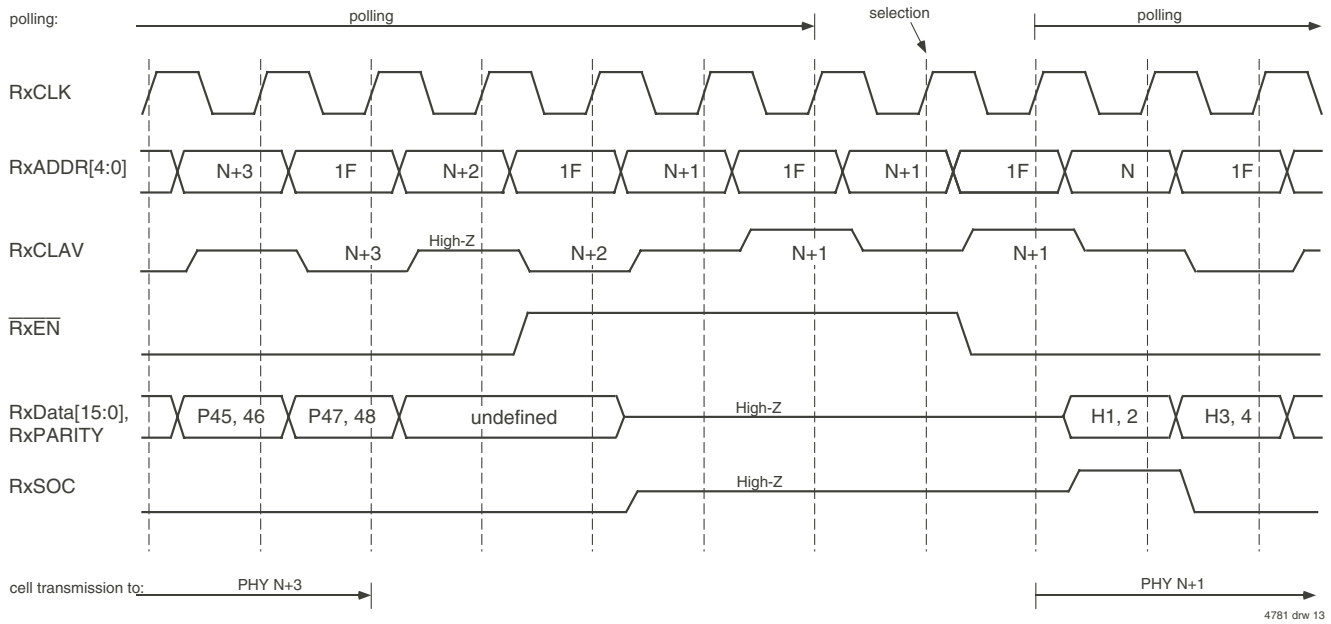 polling: polling selection polling
RxCLK
RxADDR[4:0] N+3 1F N+2 1F N+1 1F N+1 1F N 1F
RxCLAV N+3 High-Z N+2 N+1 N+1
RxEN
RxData[15:0], P45, 46 P47, 48 undefined High-Z H1, 2 H3, 4
RxPARITY
RxSOC High-Z
cell transmission to: PHY N+3 PHY N+1
4781 drw 13